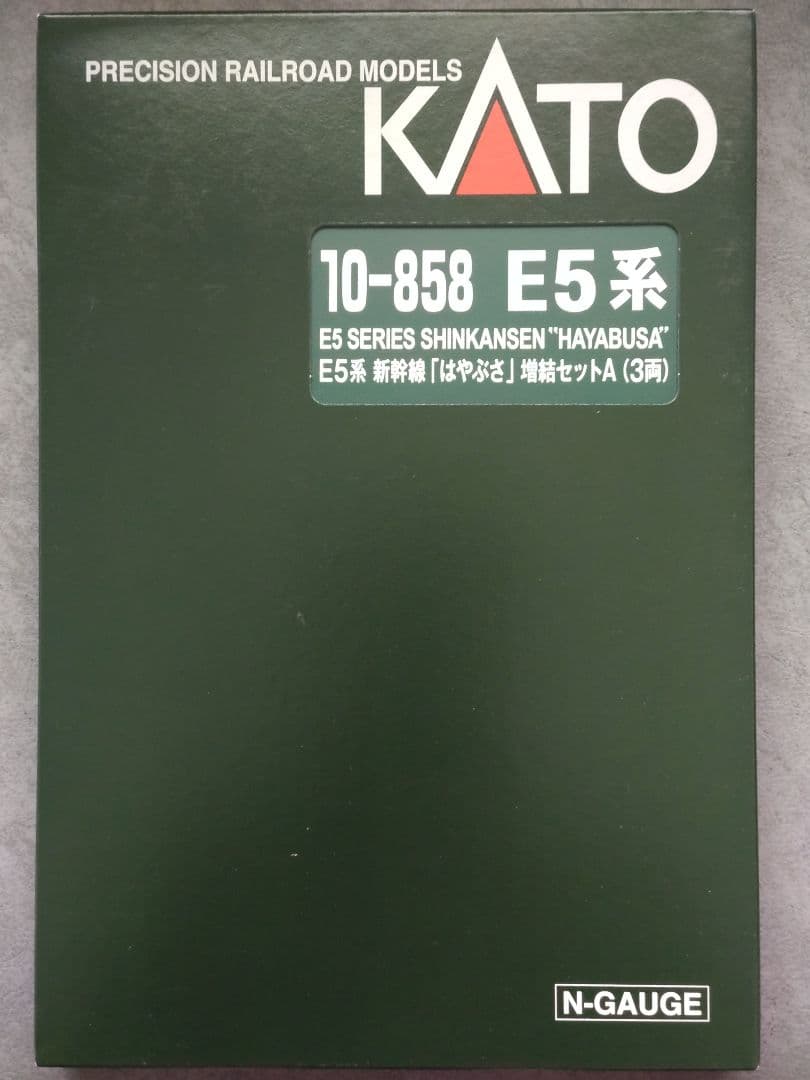 PRECISION RAILROAD MODELS
KATO
10-858 E5系
E5 SERIES SHINKANSEN "HAYABUSA"
E5系 新幹線「はやぶさ」増結セットA(3両)
N-GAUGE